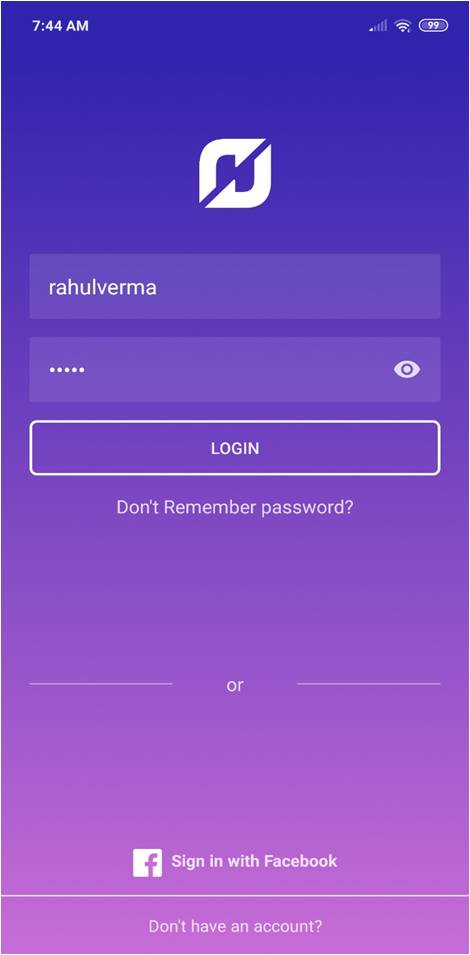 7:44 AM 99
rahulverma
•••••
LOGIN
Don't Remember password?
or
Sign in with Facebook
Don't have an account?